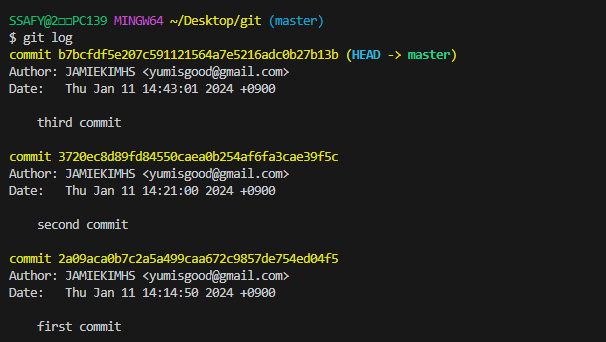 SSAFY@2□□PC139 MINGW64 ~/Desktop/git (master)
$ git log
commit b7bcfdf5e207c591121564a7e5216adc0b27b13b (HEAD -> master)
Author: JAMIEKIMHS <yumisgood@gmail.com>
Date:   Thu Jan 11 14:43:01 2024 +0900

    third commit

commit 3720ec8d89fd84550caea0b254af6fa3cae39f5c
Author: JAMIEKIMHS <yumisgood@gmail.com>
Date:   Thu Jan 11 14:21:00 2024 +0900

    second commit

commit 2a09aca0b7c2a5a499caa672c9857de754ed04f5
Author: JAMIEKIMHS <yumisgood@gmail.com>
Date:   Thu Jan 11 14:14:50 2024 +0900

    first commit